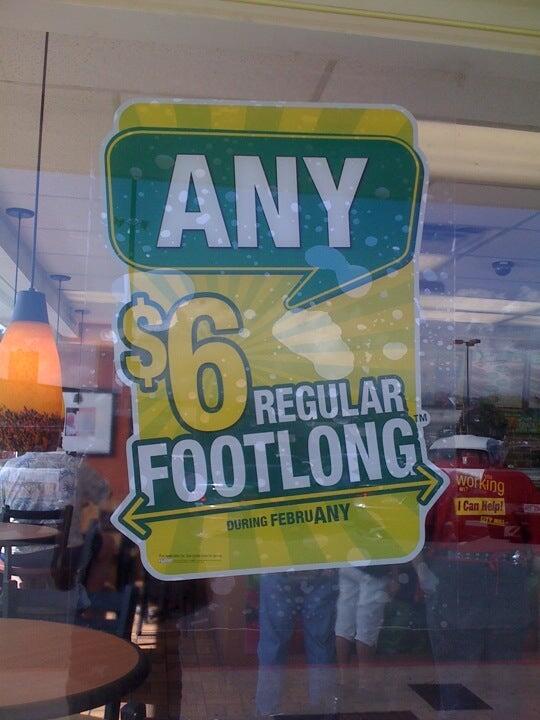 ANY
$6
REGULAR
FOOTLONG™
DURING FEBRUANY
working
I Can Help!